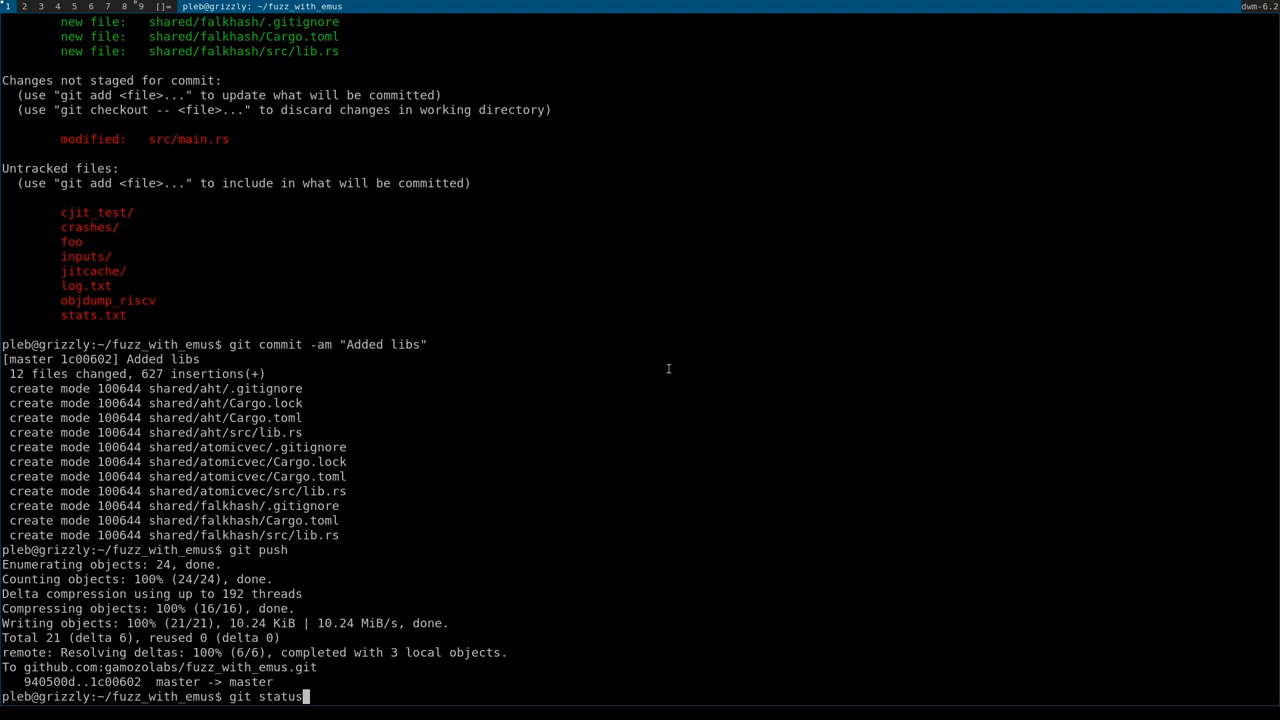 1 2 3 4 5 6 7 8 9 []= pleb@grizzly: ~/fuzz_with_emus dwm-6.2
new file:   shared/falkhash/.gitignore
new file:   shared/falkhash/Cargo.toml
new file:   shared/falkhash/src/lib.rs
Changes not staged for commit:
(use "git add <file>..." to update what will be committed)
(use "git checkout -- <file>..." to discard changes in working directory)
modified:   src/main.rs
Untracked files:
(use "git add <file>..." to include in what will be committed)
cjit_test/
crashes/
foo
inputs/
jitcache/
log.txt
objdump_riscv
stats.txt
pleb@grizzly:~/fuzz_with_emus$ git commit -am "Added libs"
[master 1c00602] Added libs
12 files changed, 627 insertions(+)
create mode 100644 shared/aht/.gitignore
create mode 100644 shared/aht/Cargo.lock
create mode 100644 shared/aht/Cargo.toml
create mode 100644 shared/aht/src/lib.rs
create mode 100644 shared/atomicvec/.gitignore
create mode 100644 shared/atomicvec/Cargo.lock
create mode 100644 shared/atomicvec/Cargo.toml
create mode 100644 shared/atomicvec/src/lib.rs
create mode 100644 shared/falkhash/.gitignore
create mode 100644 shared/falkhash/Cargo.toml
create mode 100644 shared/falkhash/src/lib.rs
pleb@grizzly:~/fuzz_with_emus$ git push
Enumerating objects: 24, done.
Counting objects: 100% (24/24), done.
Delta compression using up to 192 threads
Compressing objects: 100% (16/16), done.
Writing objects: 100% (21/21), 10.24 KiB | 10.24 MiB/s, done.
Total 21 (delta 6), reused 0 (delta 0)
remote: Resolving deltas: 100% (6/6), completed with 3 local objects.
To github.com:gamozolabs/fuzz_with_emus.git
940500d..1c00602  master -> master
pleb@grizzly:~/fuzz_with_emus$ git status